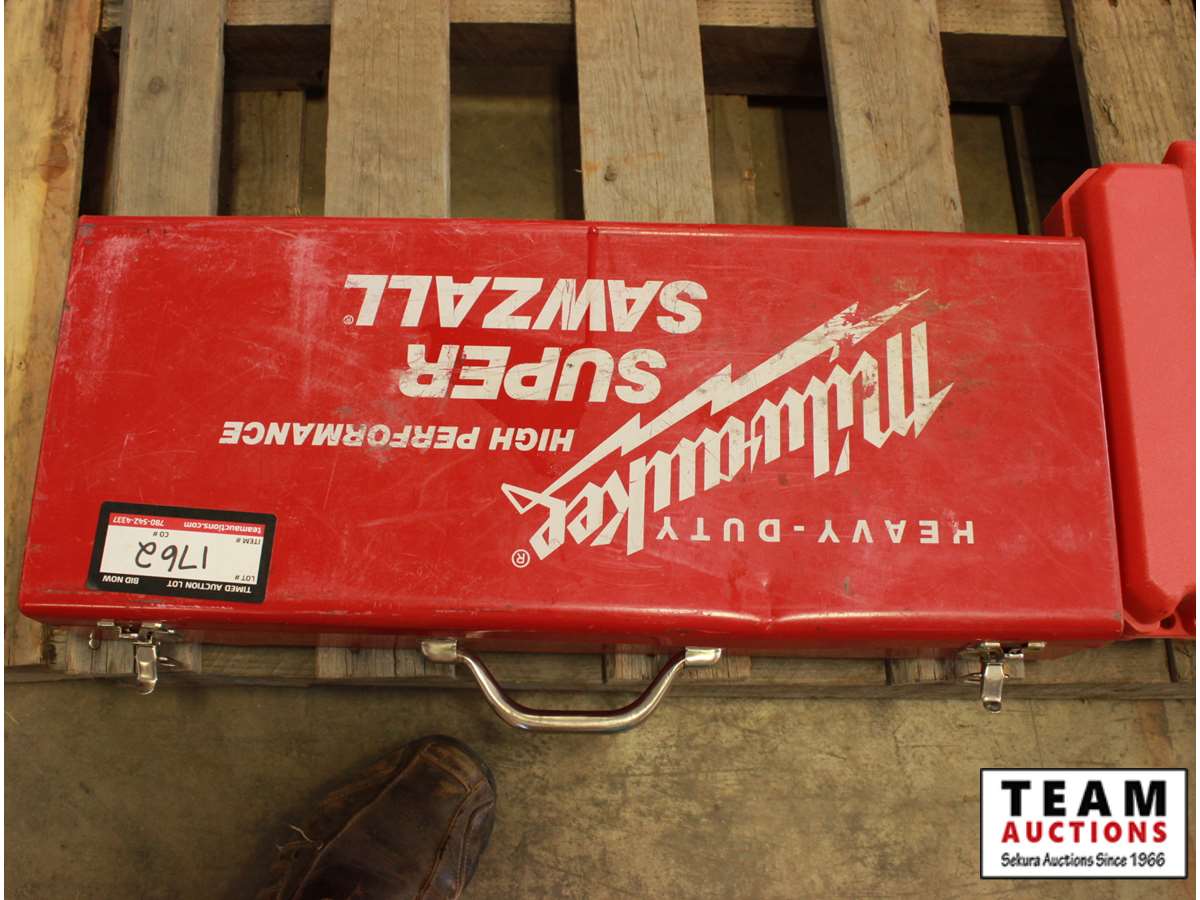 HEAVY-DUTY
Milwaukee®
HIGH PERFORMANCE
SUPER
SAWZALL®
TIMED AUCTION LOT BID NOW
LOT #
1762
ITEM # CO #
teamauctions.com 780-542-4337
TEAM
AUCTIONS
Sekura Auctions Since 1966